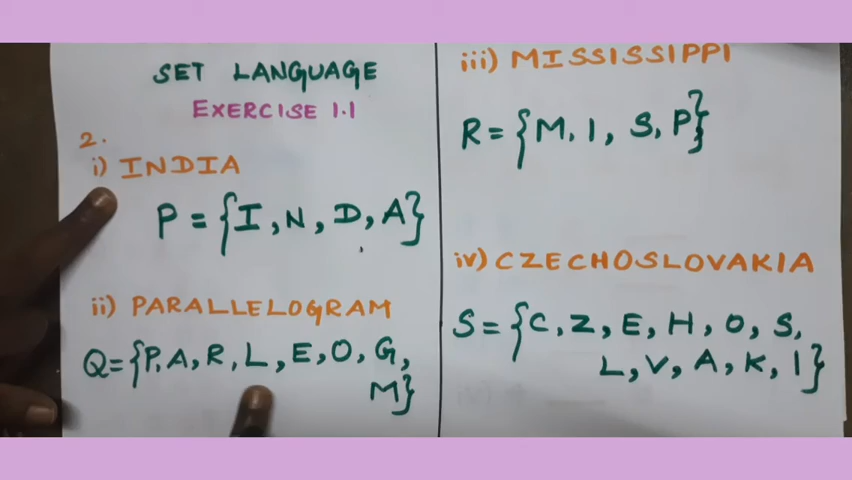 SET LANGUAGE
EXERCISE 1.1
2.
i) INDIA
P = {I, N, D, A}
ii) PARALLELOGRAM
Q = {P, A, R, L, E, O, G,
M}
iii) MISSISSIPPI
R = {M, I, S, P}
iv) CZECHOSLOVAKIA
S = {C, Z, E, H, O, S,
L, V, A, K, I}